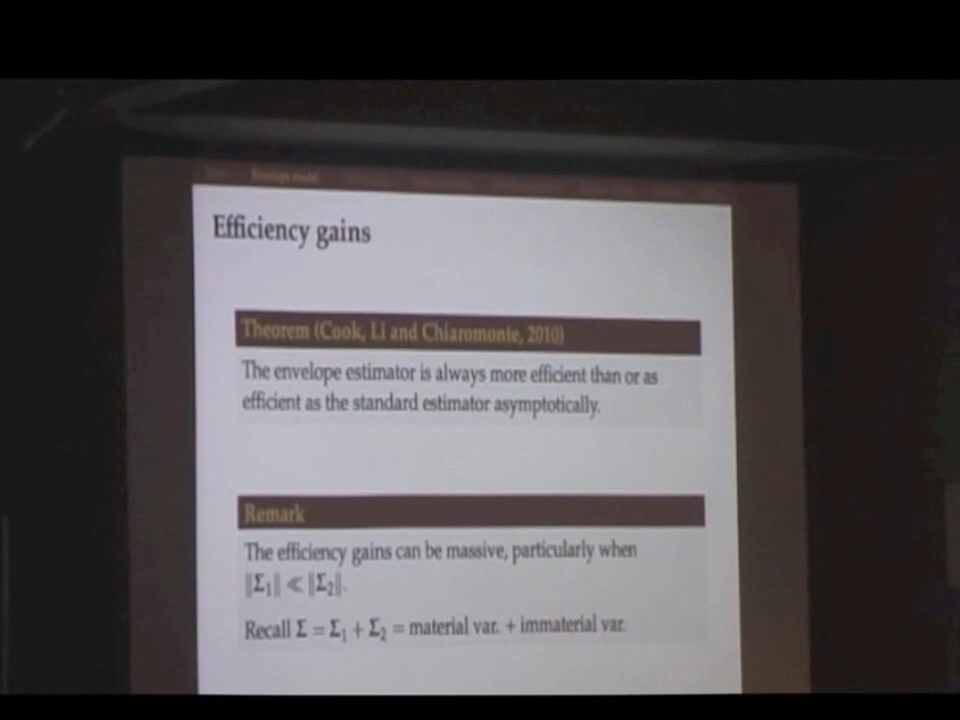 Envelope model
Efficiency gains
Theorem (Cook, Li and Chiaromonte, 2010)
The envelope estimator is always more efficient than or as
efficient as the standard estimator asymptotically.
Remark
The efficiency gains can be massive, particularly when
‖Σ₁‖ ≪ ‖Σ₂‖.
Recall Σ = Σ₁ + Σ₂ = material var. + immaterial var.